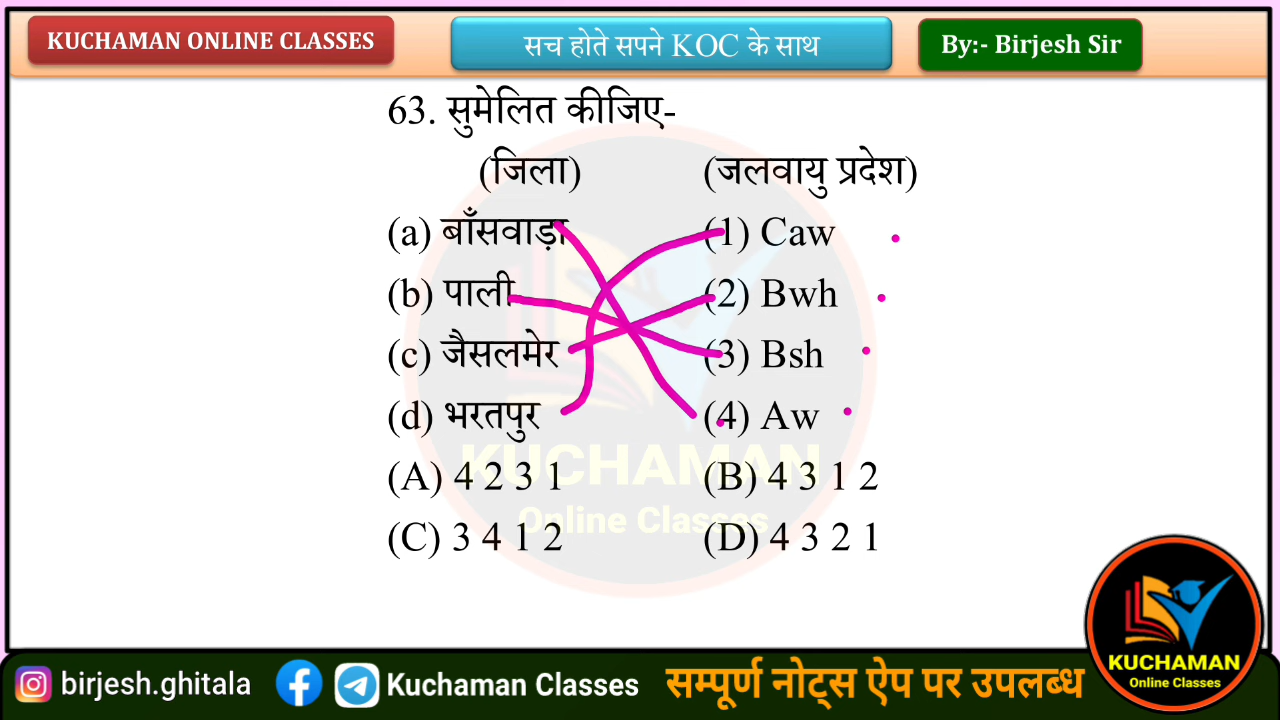 KUCHAMAN ONLINE CLASSES
सच होते सपने KOC के साथ
By:- Birjesh Sir
63. सुमेलित कीजिए-
(जिला) (जलवायु प्रदेश)
(a) बाँसवाड़ा (1) Caw
(b) पाली (2) Bwh
(c) जैसलमेर (3) Bsh
(d) भरतपुर (4) Aw
(A) 4 2 3 1 (B) 4 3 1 2
(C) 3 4 1 2 (D) 4 3 2 1
KUCHAMAN
Online Classes
KUCHAMAN
Online Classes
birjesh.ghitala
Kuchaman Classes
सम्पूर्ण नोट्स ऐप पर उपलब्ध